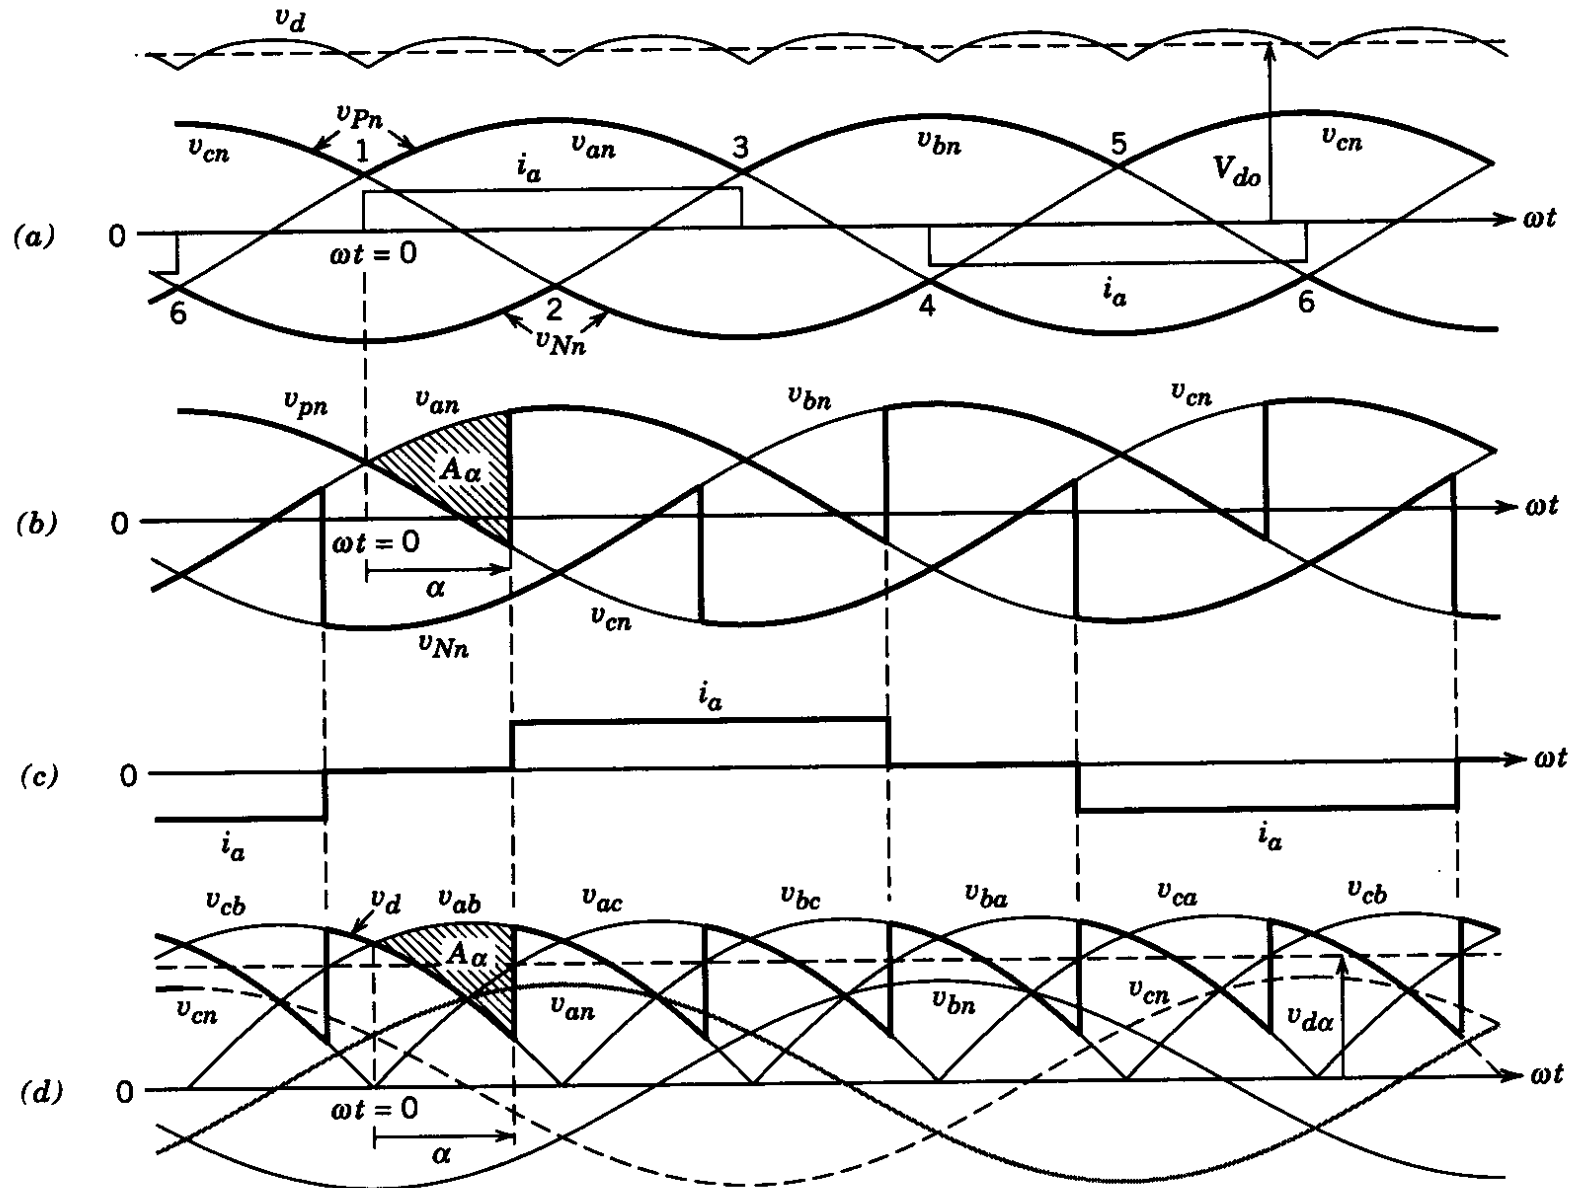 v_d
v_Pn
v_cn
1
v_an
3
v_bn
5
v_cn
i_a
V_do
(a)
0
ωt = 0
ωt
i_a
6
2
v_Nn
4
6
v_pn
v_an
v_bn
v_cn
A_α
(b)
0
ωt = 0
ωt
α
v_cn
v_Nn
i_a
(c)
0
ωt
i_a
i_a
v_cb
v_d
v_ab
v_ac
v_bc
v_ba
v_ca
v_cb
A_α
v_cn
v_an
v_bn
v_cn
v_dα
(d)
0
ωt = 0
ωt
α